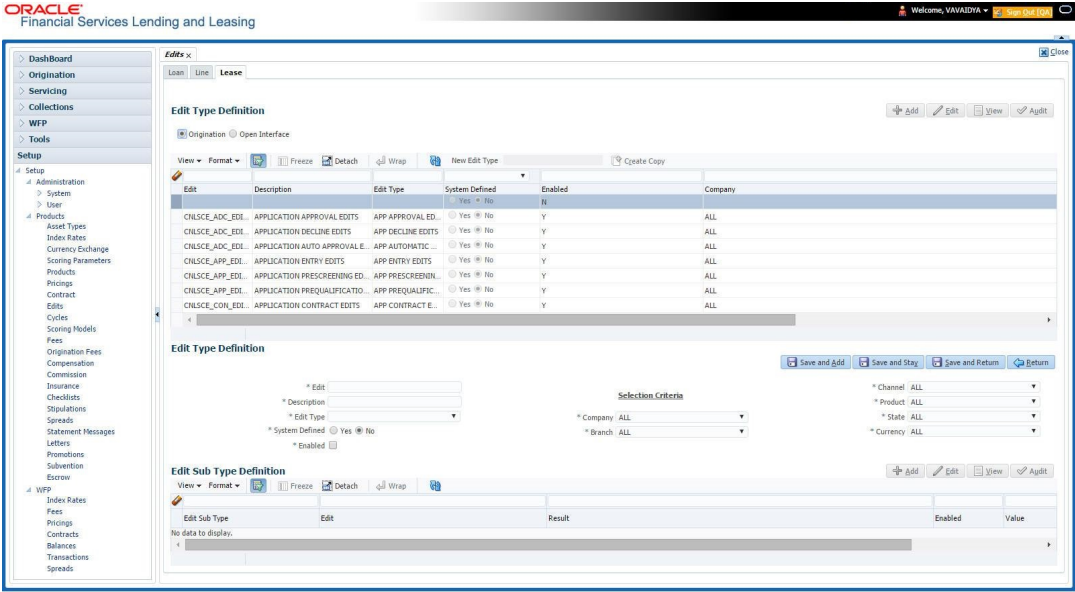 ORACLE
Financial Services Lending and Leasing
Welcome, VAVAIDYA
Sign Out [QA]
DashBoard
Origination
Servicing
Collections
WFP
Tools
Setup
Setup
Administration
System
User
Products
Asset Types
Index Rates
Currency Exchange
Scoring Parameters
Products
Pricings
Contract
Edits
Cycles
Scoring Models
Fees
Origination Fees
Compensation
Commission
Insurance
Checklists
Stipulations
Spreads
Statement Messages
Letters
Promotions
Subvention
Escrow
WFP
Index Rates
Fees
Pricings
Contracts
Balances
Transactions
Spreads
Edits x
Close
Loan Line Lease
Edit Type Definition
Add Edit View Audit
Origination Open Interface
View Format Freeze Detach Wrap New Edit Type Create Copy
Edit Description Edit Type System Defined Enabled Company
Yes No N
CNLSCE_ADC_EDI... APPLICATION APPROVAL EDITS APP APPROVAL ED... Yes No Y ALL
CNLSCE_ADC_EDI... APPLICATION DECLINE EDITS APP DECLINE EDITS Yes No Y ALL
CNLSCE_ADC_EDI... APPLICATION AUTO APPROVAL E... APP AUTOMATIC ... Yes No Y ALL
CNLSCE_APP_EDI... APPLICATION ENTRY EDITS APP ENTRY EDITS Yes No Y ALL
CNLSCE_APP_EDI... APPLICATION PRESCREENING ED... APP PRESCREENIN... Yes No Y ALL
CNLSCE_APP_EDI... APPLICATION PREQUALIFICATIO... APP PREQUALIFIC... Yes No Y ALL
CNLSCE_CON_EDI... APPLICATION CONTRACT EDITS APP CONTRACT E... Yes No Y ALL
Edit Type Definition
Save and Add Save and Stay Save and Return Return
* Edit
* Description
* Edit Type
* System Defined Yes No
* Enabled
Selection Criteria
* Company ALL
* Branch ALL
* Channel ALL
* Product ALL
* State ALL
* Currency ALL
Edit Sub Type Definition
Add Edit View Audit
View Format Freeze Detach Wrap
Edit Sub Type Edit Result Enabled Value
No data to display.